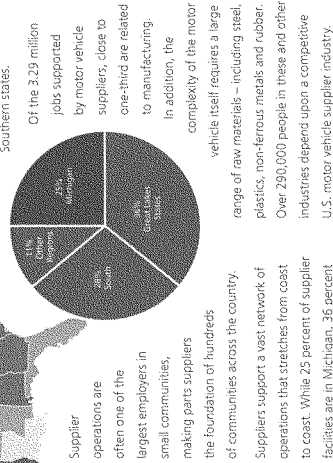 Supplier
operations are
often one of the
largest employers in
small communities,
making parts suppliers
the foundation of hundreds
of communities across the country.
Suppliers support a vast network of
operations that stretches from coast
to coast. While 25 percent of supplier
facilities are in Michigan, 36 percent
11%
Other
Regions
25%
Michigan
28%
South
36%
Great Lakes
States
Southern states.
Of the 3.29 million
jobs supported
by motor vehicle
suppliers, close to
one-third are related
to manufacturing.
In addition, the
complexity of the motor
vehicle itself requires a large
range of raw materials – including steel,
plastics, non-ferrous metals and rubber.
Over 290,000 people in these and other
industries depend upon a competitive
U.S. motor vehicle supplier industry.